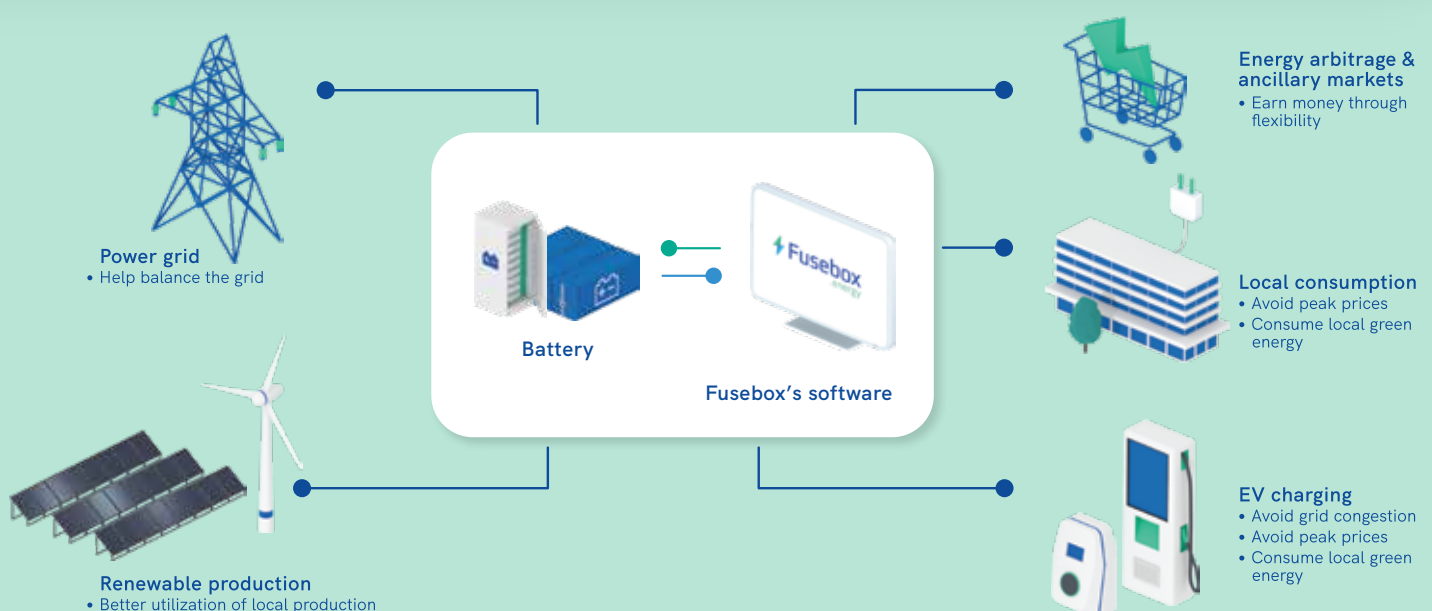 Power grid
• Help balance the grid
Renewable production
• Better utilization of local production
Fusebox
energy
Battery
Fusebox's software
Energy arbitrage &
ancillary markets
• Earn money through
flexibility
Local consumption
• Avoid peak prices
• Consume local green
energy
EV charging
• Avoid grid congestion
• Avoid peak prices
• Consume local green
energy